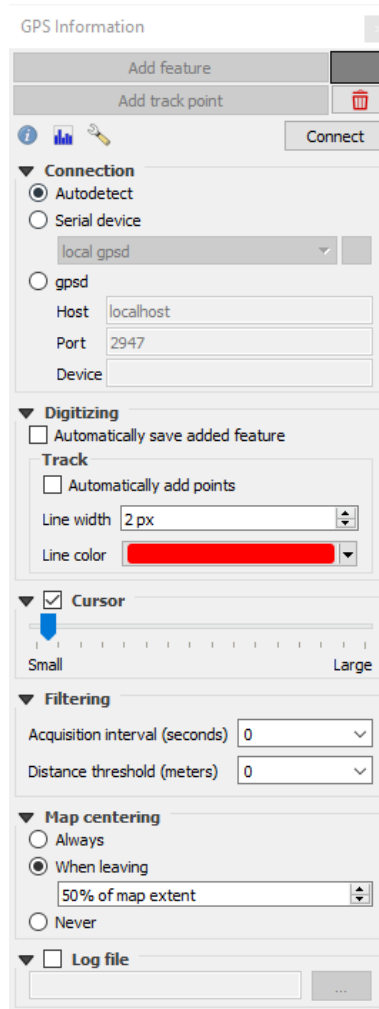 GPS Information
Add feature
Add track point
Connect
Connection
Autodetect
Serial device
local gpsd
gpsd
Host localhost
Port 2947
Device
Digitizing
Automatically save added feature
Track
Automatically add points
Line width 2 px
Line color
Cursor
Small Large
Filtering
Acquisition interval (seconds) 0
Distance threshold (meters) 0
Map centering
Always
When leaving
50% of map extent
Never
Log file
...